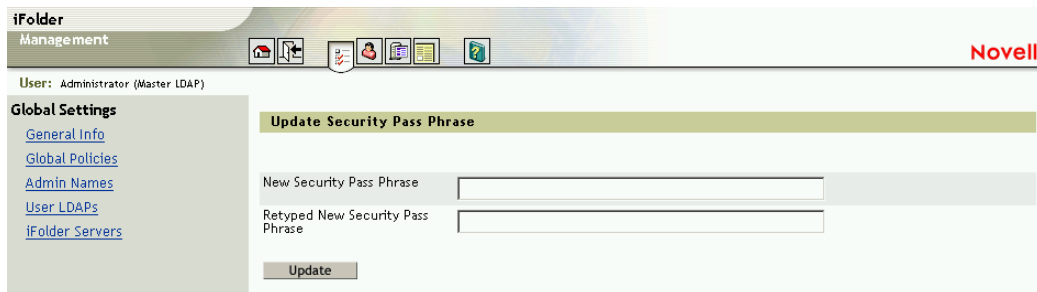 iFolder
Management
Novell
User: Administrator (Master LDAP)
Global Settings
General Info
Global Policies
Admin Names
User LDAPs
iFolder Servers
Update Security Pass Phrase
New Security Pass Phrase
Retyped New Security Pass
Phrase
Update